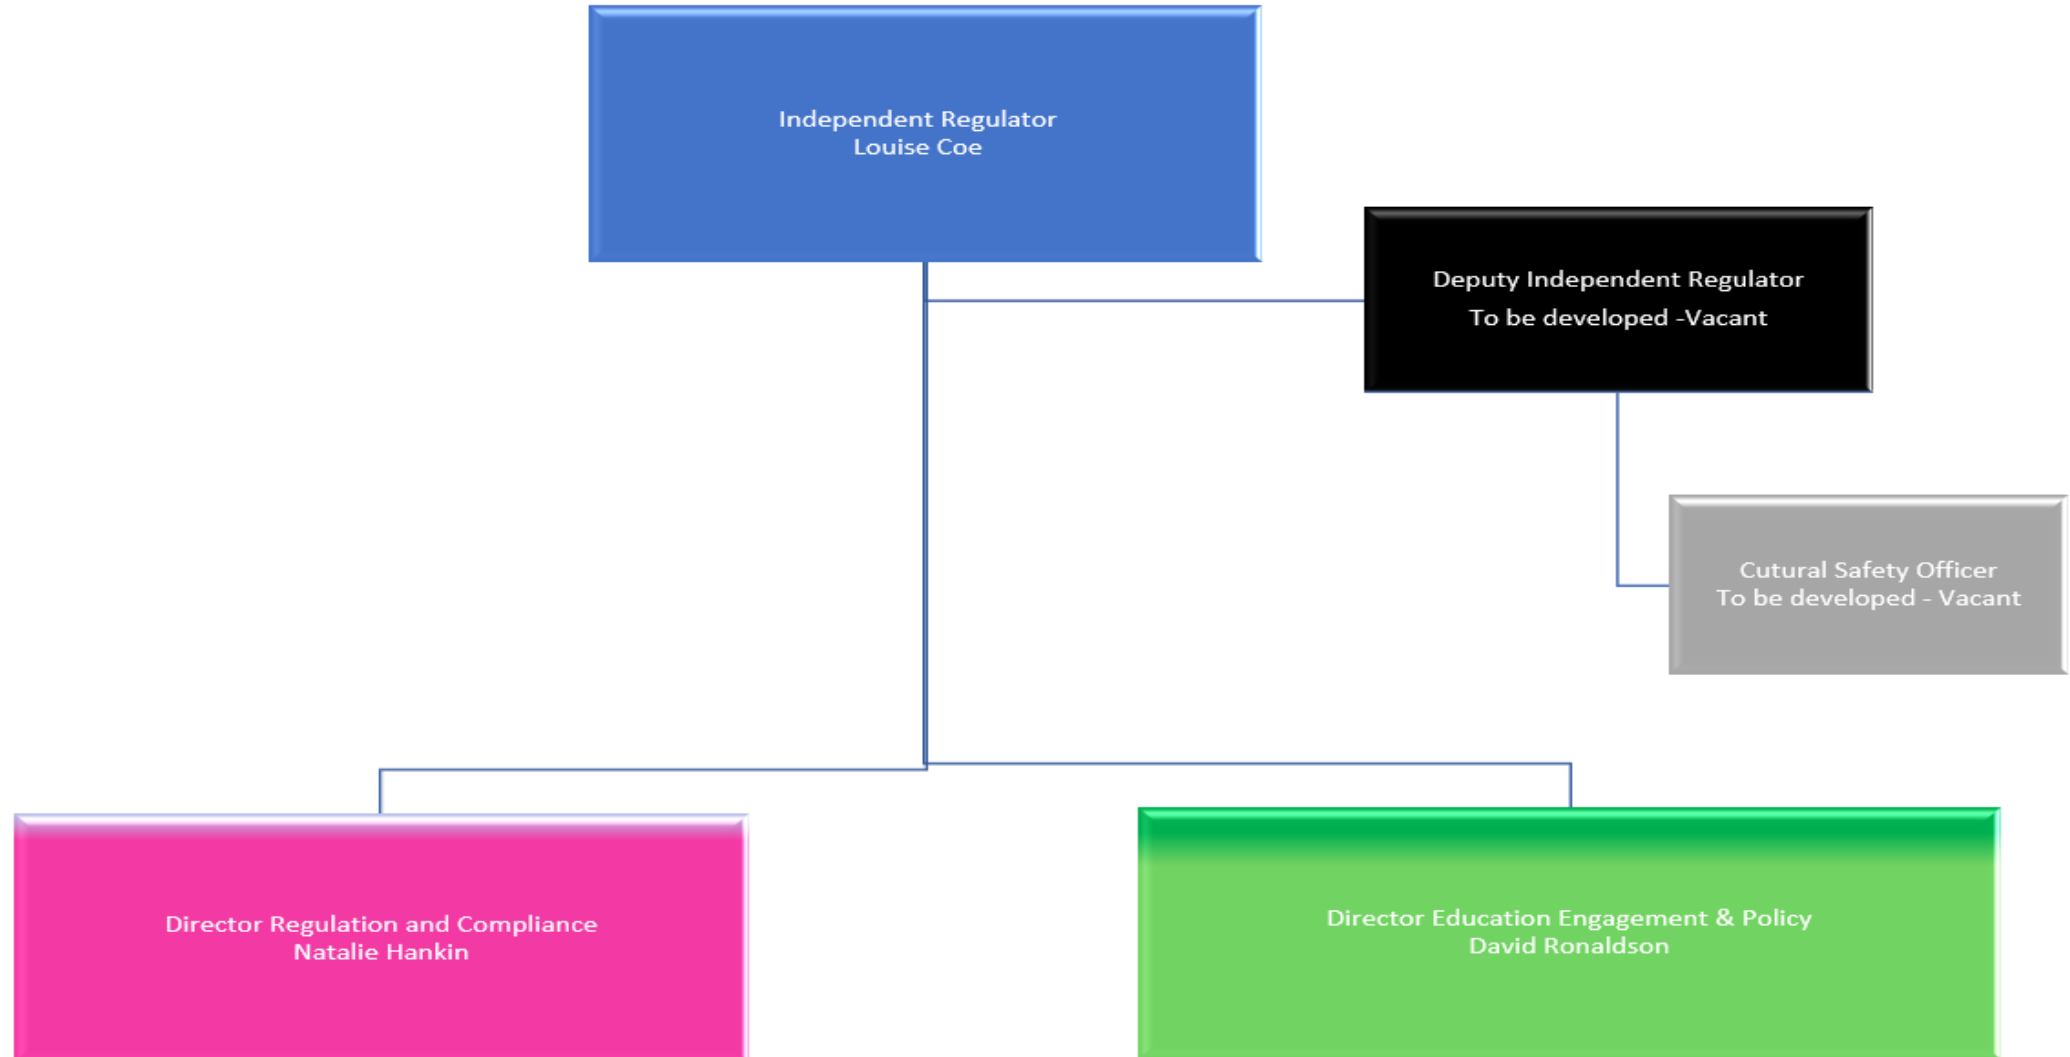 Independent Regulator
Louise Coe
Deputy Independent Regulator
To be developed -Vacant
Cutural Safety Officer
To be developed - Vacant
Director Regulation and Compliance
Natalie Hankin
Director Education Engagement & Policy
David Ronaldson